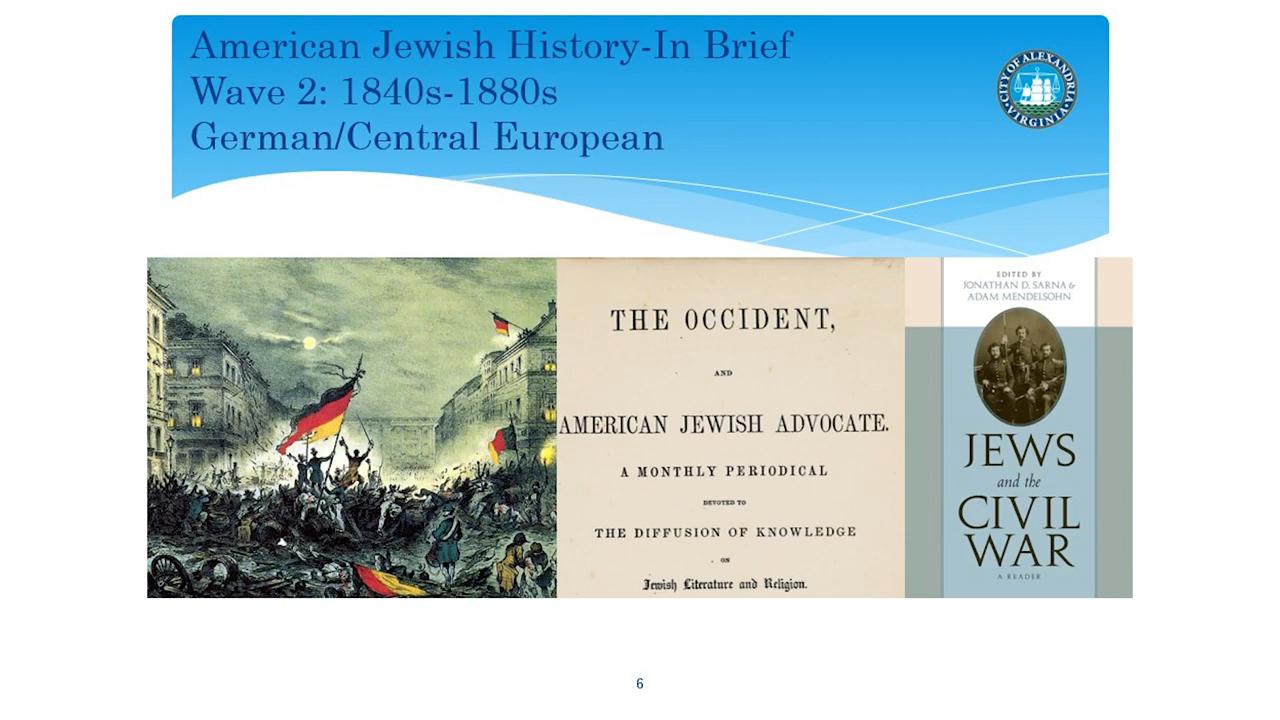 American Jewish History-In Brief
Wave 2: 1840s-1880s
German/Central European
CITY OF ALEXANDRIA
VIRGINIA
THE OCCIDENT,
AND
AMERICAN JEWISH ADVOCATE.
A MONTHLY PERIODICAL
DEVOTED TO
THE DIFFUSION OF KNOWLEDGE
ON
Jewish Literature and Religion.
EDITED BY
JONATHAN D. SARNA &
ADAM MENDELSOHN
JEWS
and the
CIVIL
WAR
A READER
6